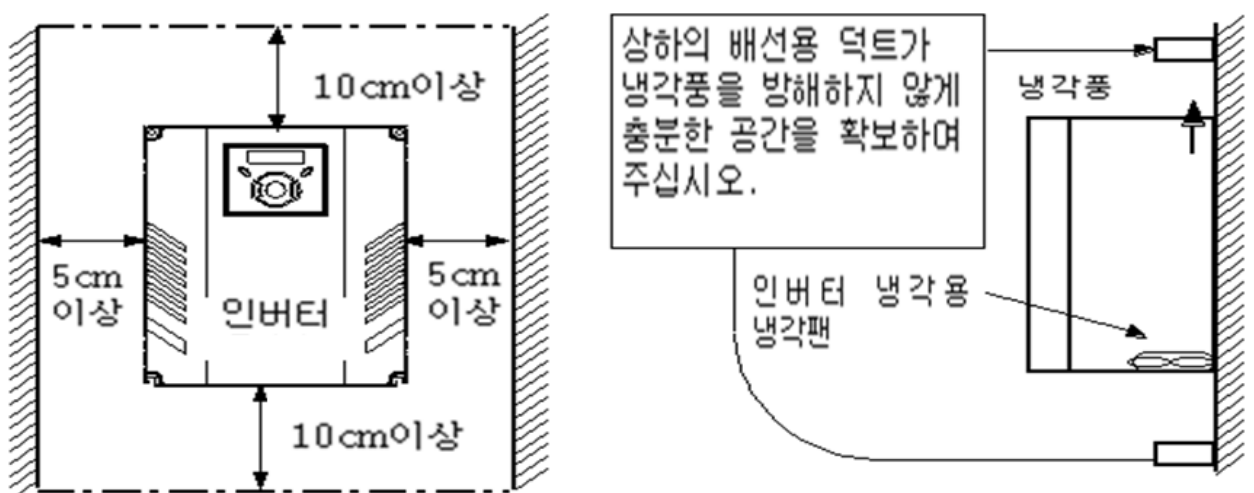 10cm이상
5cm
이상
5cm
이상
인버터
10cm이상
상하의 배선용 덕트가
냉각풍을 방해하지 않게
충분한 공간을 확보하여
주십시오.
냉각풍
인버터 냉각용
냉각팬